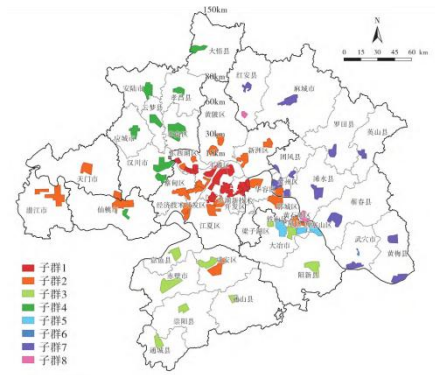 150km
N
0 15 30 45 60 km
大悟县
红安县
麻城市
安陆市
孝昌县
云梦县
黄陂区
罗田县
英山县
应城市
新洲区
团风县
汉川市
东西湖区
蔡甸区
浠水县
蕲春县
天门市
潜江市
仙桃市
江夏区
梁子湖区
大冶市
武穴市
黄梅县
嘉鱼县
赤壁市
咸安区
阳新县
通山县
崇阳县
通城县
子群1
子群2
子群3
子群4
子群5
子群6
子群7
子群8